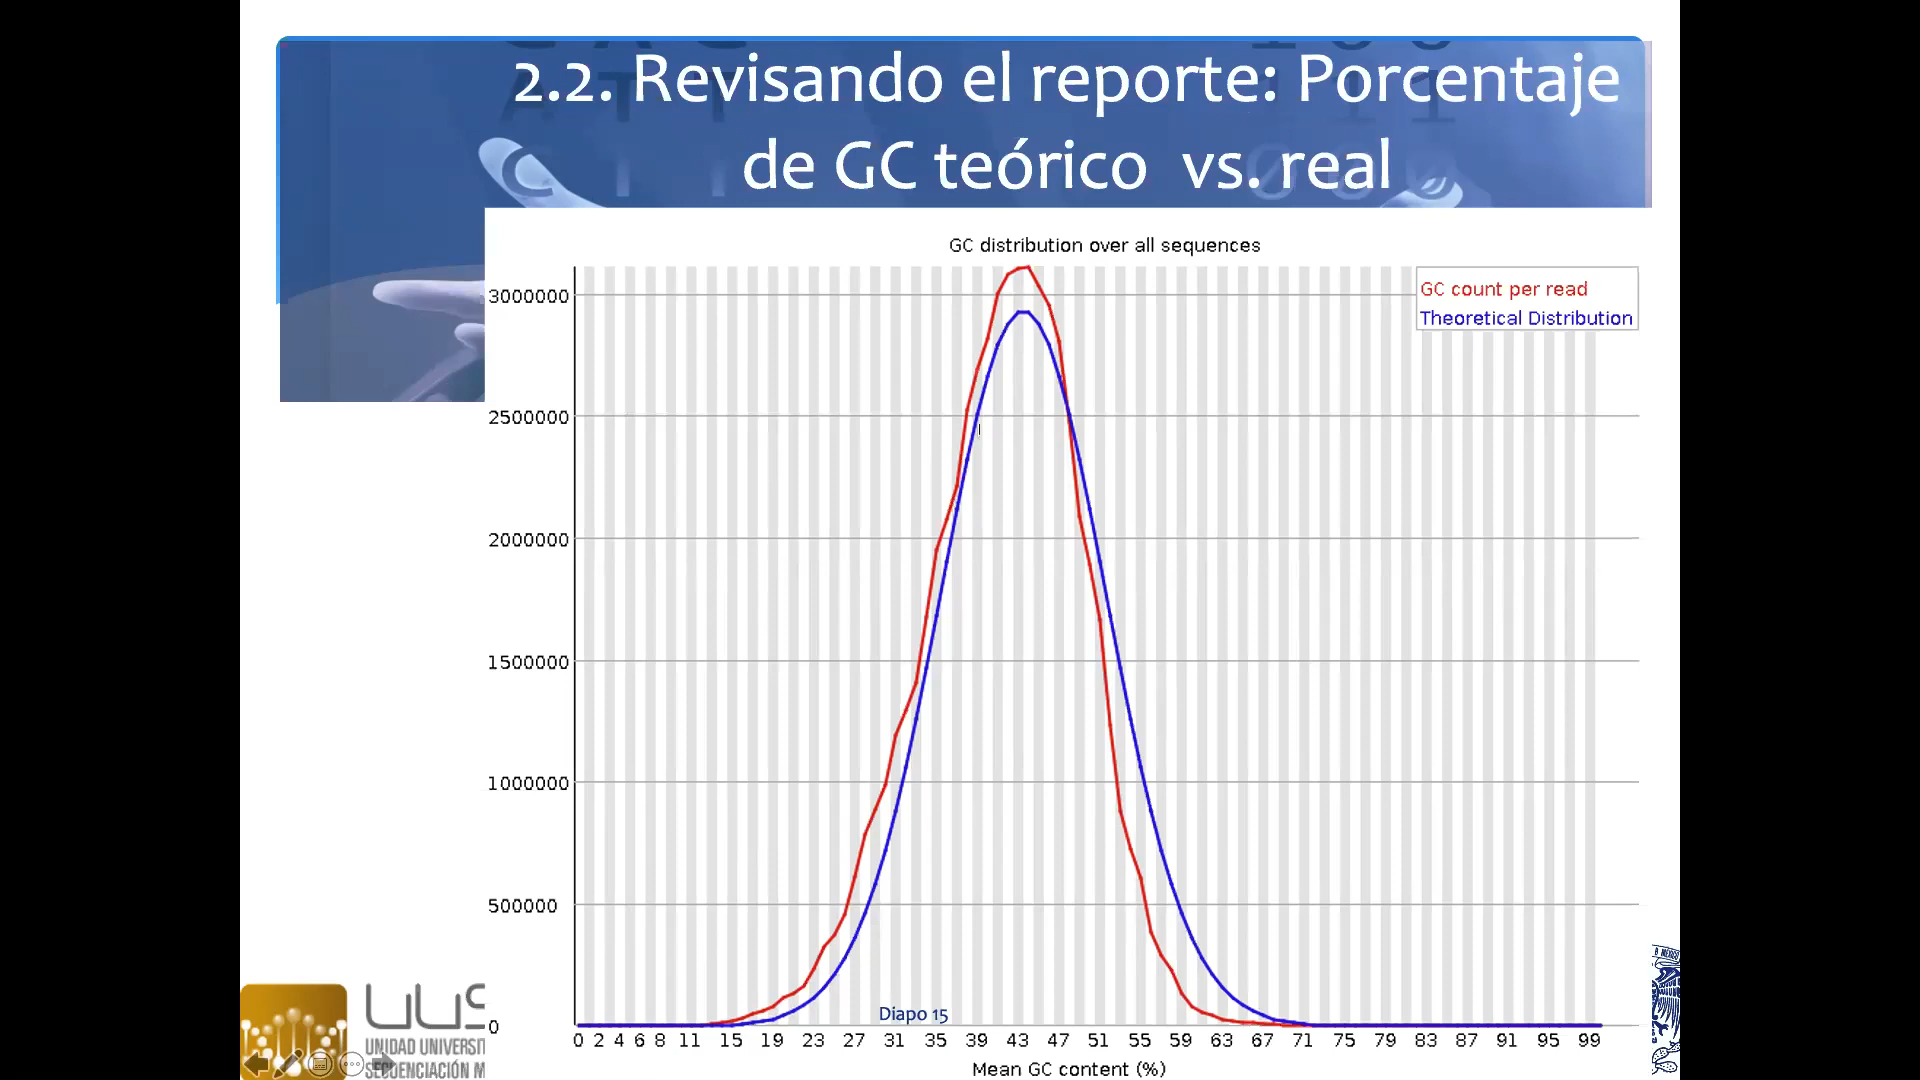 2.2. Revisando el reporte: Porcentaje
de GC teórico vs. real
GC distribution over all sequences
GC count per read
Theoretical Distribution
3000000
2500000
2000000
1500000
1000000
500000
0
0 2 4 6 8 11 15 19 23 27 31 35 39 43 47 51 55 59 63 67 71 75 79 83 87 91 95 99
Mean GC content (%)
Diapo 15
UNIDAD UNIVERSIT
SECUENCIACIÓN M